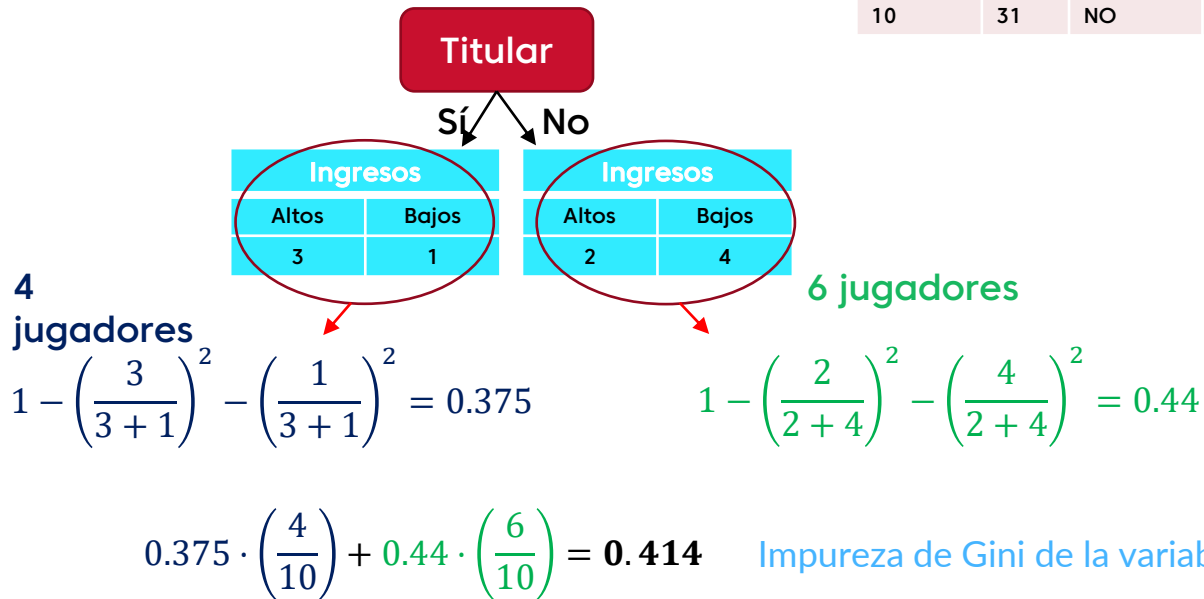 10 31 NO
Titular
Sí No
Ingresos Ingresos
Altos Bajos Altos Bajos
3 1 2 4
4
jugadores
6 jugadores
1 − (3/(3 + 1))² − (1/(3 + 1))² = 0.375
1 − (2/(2 + 4))² − (4/(2 + 4))² = 0.44
0.375 · (4/10) + 0.44 · (6/10) = 0.414 Impureza de Gini de la